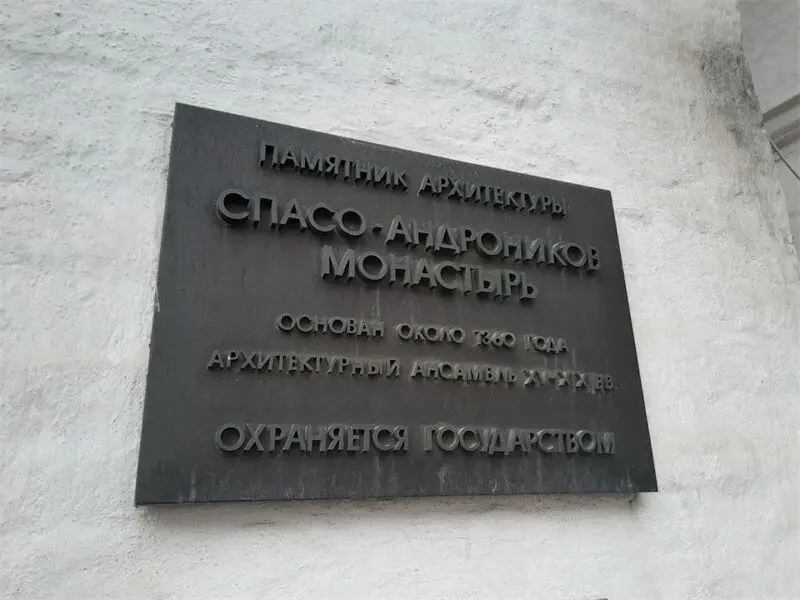 ПАМЯТНИК АРХИТЕКТУРЫ
СПАСО-АНДРОНИКОВ
МОНАСТЫРЬ
ОСНОВАН ОКОЛО 1360 ГОДА
АРХИТЕКТУРНЫЙ АНСАМБЛЬ XV-XIX ВВ.
ОХРАНЯЕТСЯ ГОСУДАРСТВОМ